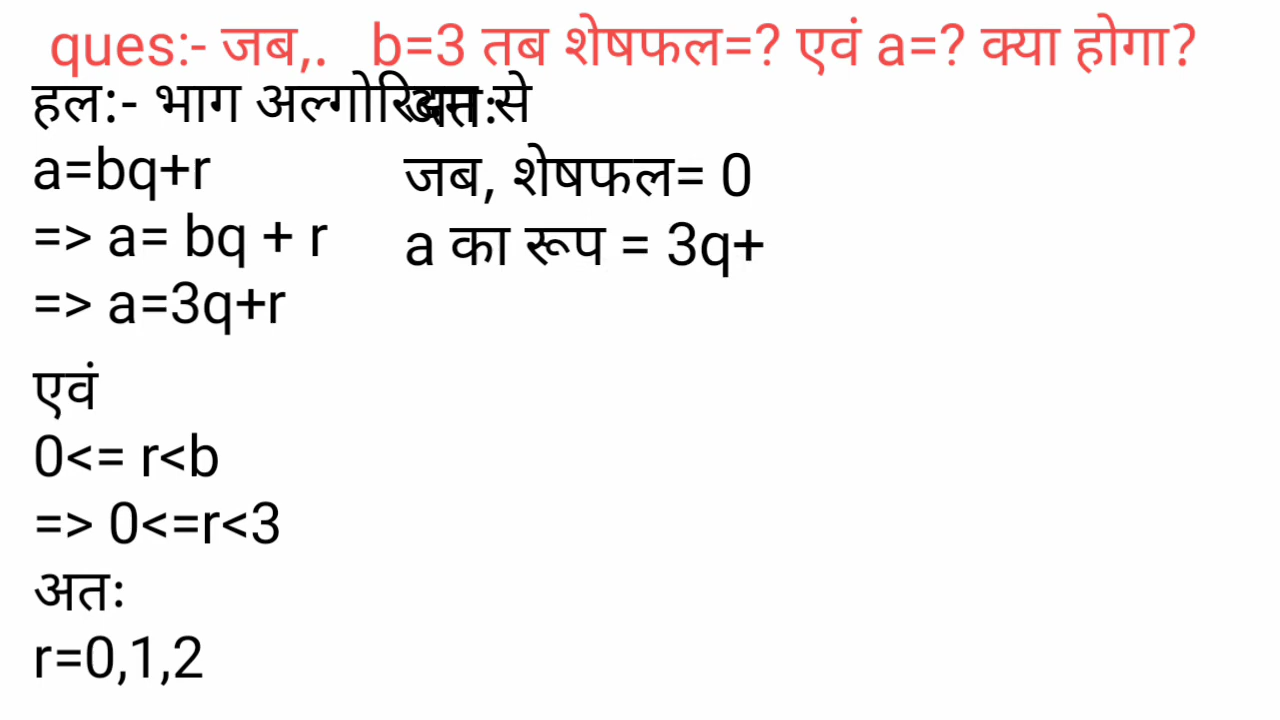 ques:- जब,. b=3 तब शेषफल=? एवं a=? क्या होगा?
हल:- भाग अल्गोरिदम से
a=bq+r
=> a= bq + r
=> a=3q+r
एवं
0<= r<b
=> 0<=r<3
अतः
r=0,1,2
अतः
जब, शेषफल= 0
a का रूप = 3q+